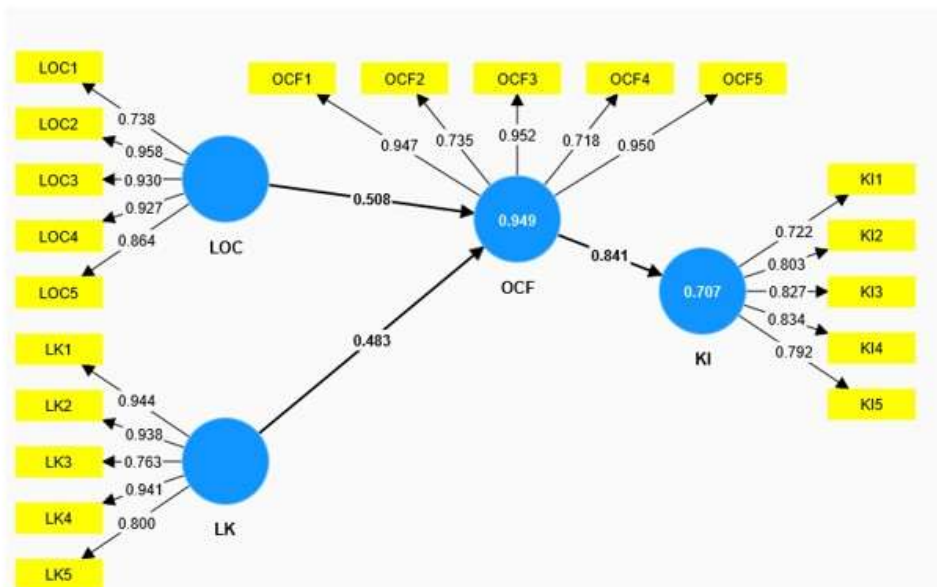 LOC1
LOC2
LOC3
LOC4
LOC5
0.738
0.958
0.930
0.927
0.864
LOC
LK1
LK2
LK3
LK4
LK5
0.944
0.938
0.763
0.941
0.800
LK
0.508
0.483
OCF1 OCF2 OCF3 OCF4 OCF5
0.947 0.735 0.952 0.718 0.950
0.949
OCF
0.841
0.707
KI
0.722
0.803
0.827
0.834
0.792
KI1
KI2
KI3
KI4
KI5